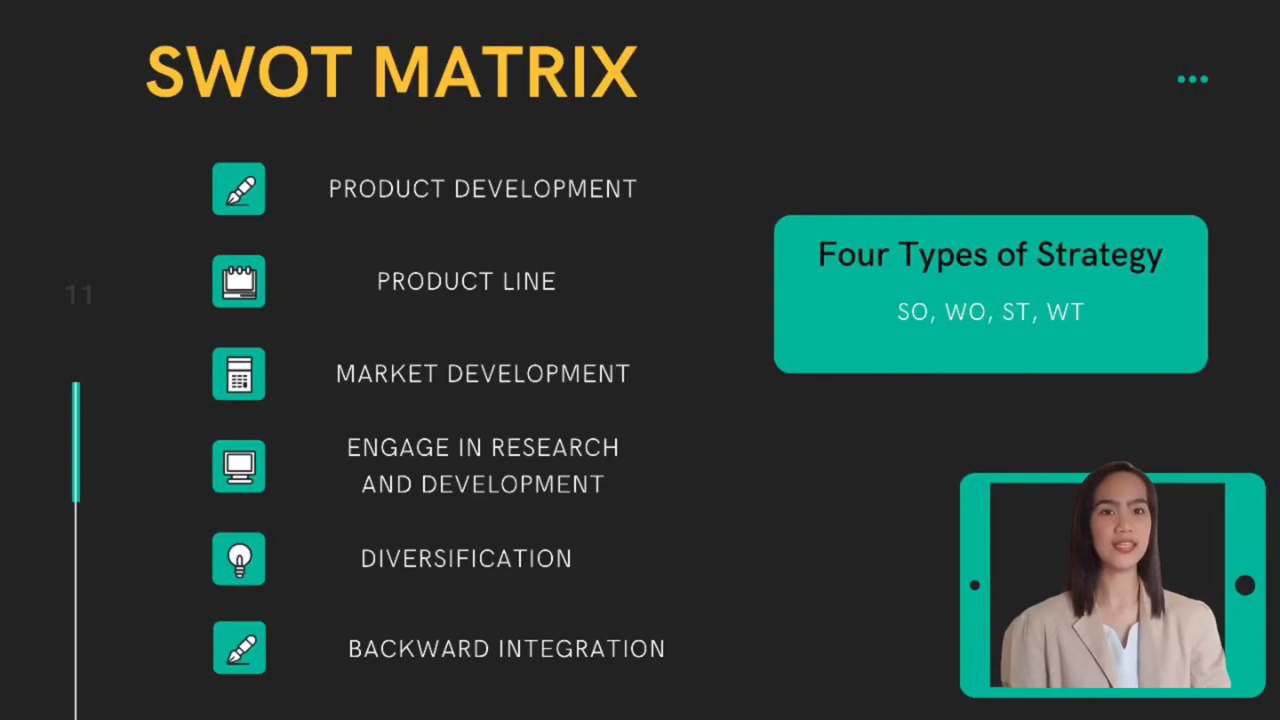 SWOT MATRIX
PRODUCT DEVELOPMENT
PRODUCT LINE
11
MARKET DEVELOPMENT
ENGAGE IN RESEARCH
AND DEVELOPMENT
DIVERSIFICATION
BACKWARD INTEGRATION
Four Types of Strategy
SO, WO, ST, WT